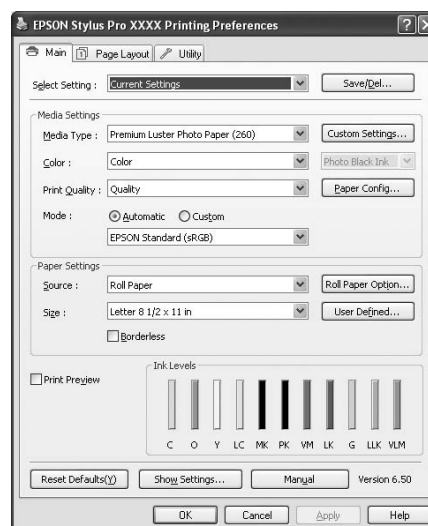 EPSON Stylus Pro XXXX Printing Preferences
Main Page Layout Utility
Select Setting : Current Settings Save/Del...
Media Settings
Media Type : Premium Luster Photo Paper (260) Custom Settings...
Color : Color Photo Black Ink
Print Quality : Quality Paper Config...
Mode : Automatic Custom
EPSON Standard (sRGB)
Paper Settings
Source : Roll Paper Roll Paper Option...
Size : Letter 8 1/2 x 11 in User Defined...
Borderless
Print Preview
Ink Levels
C O Y LC MK PK VM LK G LLK VLM
Reset Defaults(Y) Show Settings... Manual Version 6.50
OK Cancel Apply Help